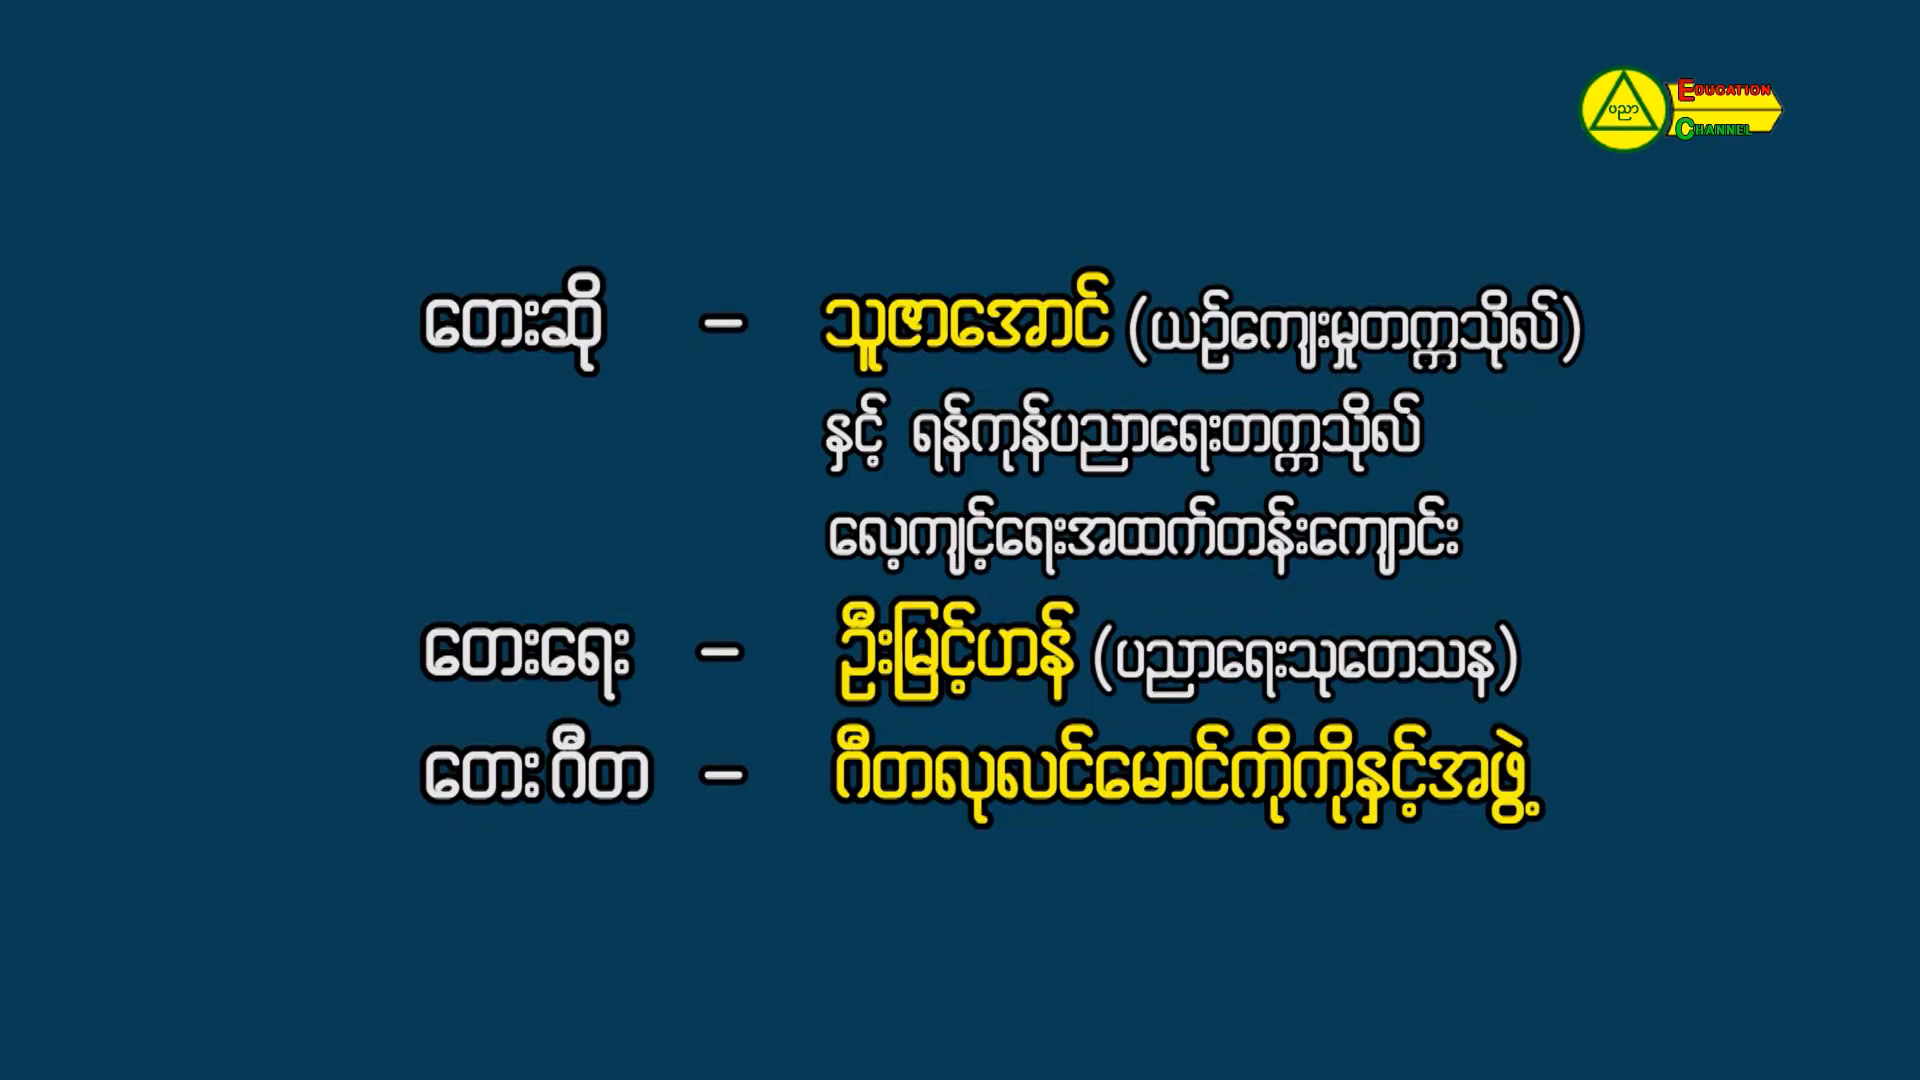 EDUCATION
ပညာ
CHANNEL
တေးဆို – သူဇာအောင် (ယဉ်ကျေးမှုတက္ကသိုလ်)
နှင့် ရန်ကုန်ပညာရေးတက္ကသိုလ်
လေ့ကျင့်ရေးအထက်တန်းကျောင်း
တေးရေး – ဦးမြင့်ဟန် (ပညာရေးသုတေသန)
တေးဂီတ – ဂီတလုလင်မောင်ကိုကိုနှင့်အဖွဲ့